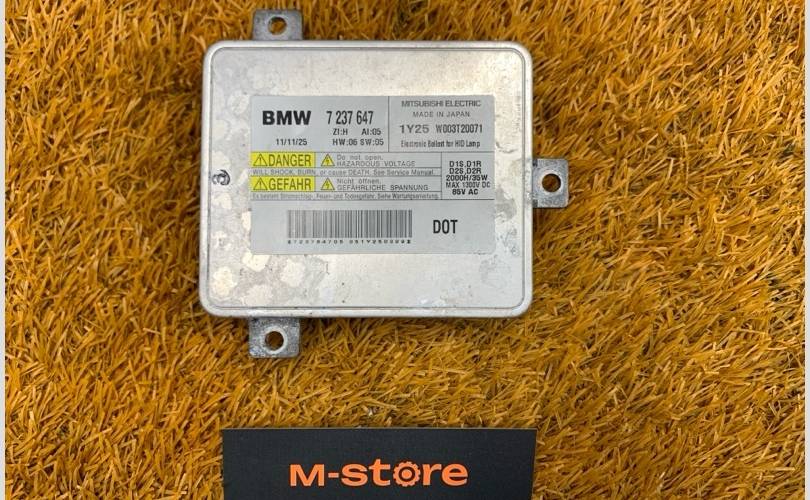 BMW 7 237 647
ZI:H AI:05
11/11/25 HW:06 SW:05
MITSUBISHI ELECTRIC
MADE IN JAPAN
1Y25 W003T20071
Electronic Ballast for HID Lamp
DANGER Do not open.
HAZARDOUS VOLTAGE
WILL SHOCK, BURN, or cause DEATH. See Service Manual.
GEFAHR Nicht öffnen.
GEFÄHRLICHE SPANNUNG
D1S,D1R
D2S,D2R
2000H/35W
MAX 1300V DC
85V AC
DOT
M-store